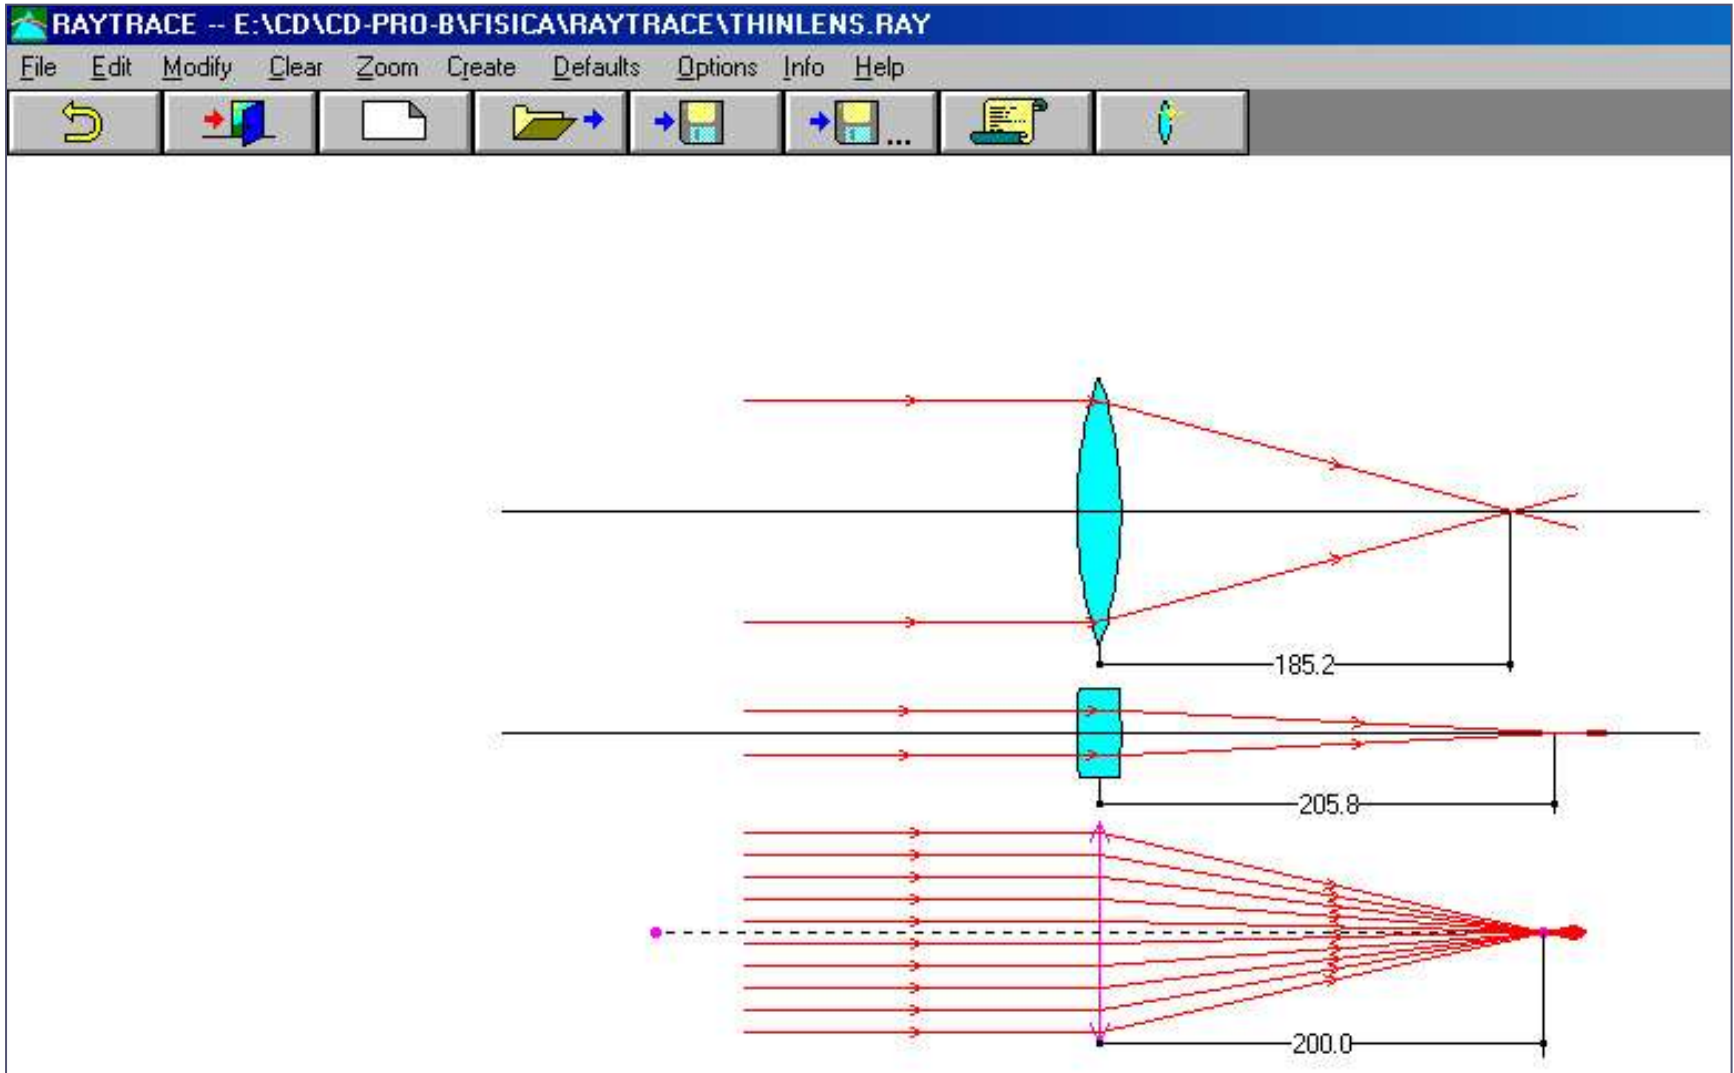 RAYTRACE -- E:\CD\CD-PRO-B\FISICA\RAYTRACE\THINLENS.RAY
File Edit Modify Clear Zoom Create Defaults Options Info Help
...
185.2
205.8
200.0